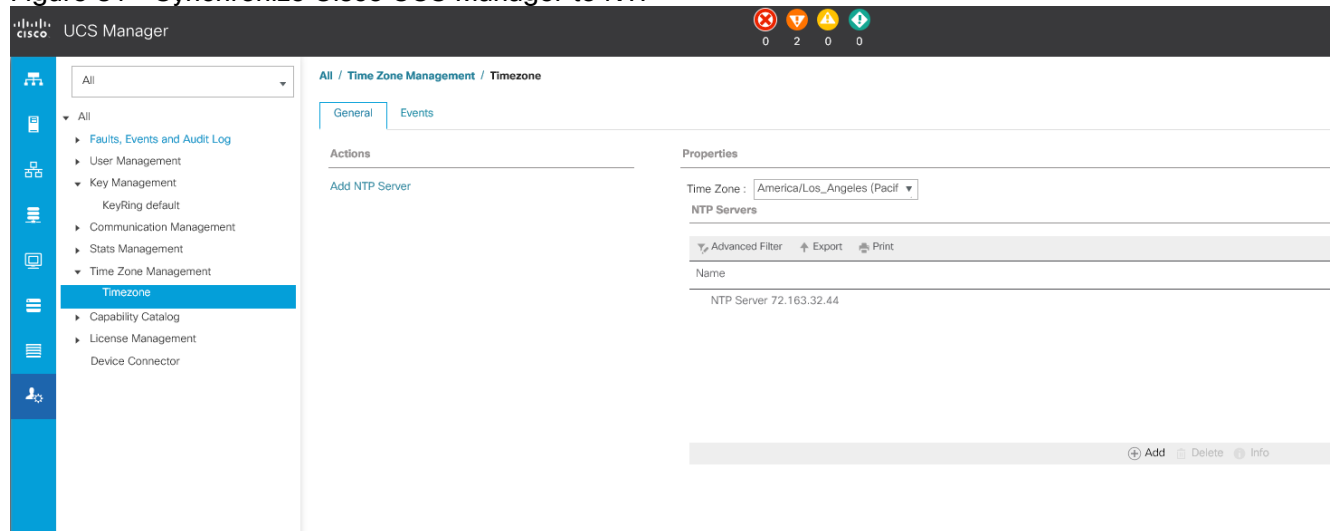 cisco UCS Manager
0 2 0 0
All
All
Faults, Events and Audit Log
User Management
Key Management
KeyRing default
Communication Management
Stats Management
Time Zone Management
Timezone
Capability Catalog
License Management
Device Connector
All / Time Zone Management / Timezone
General Events
Actions
Add NTP Server
Properties
Time Zone : America/Los_Angeles (Pacif
NTP Servers
Advanced Filter Export Print
Name
NTP Server 72.163.32.44
Add Delete Info